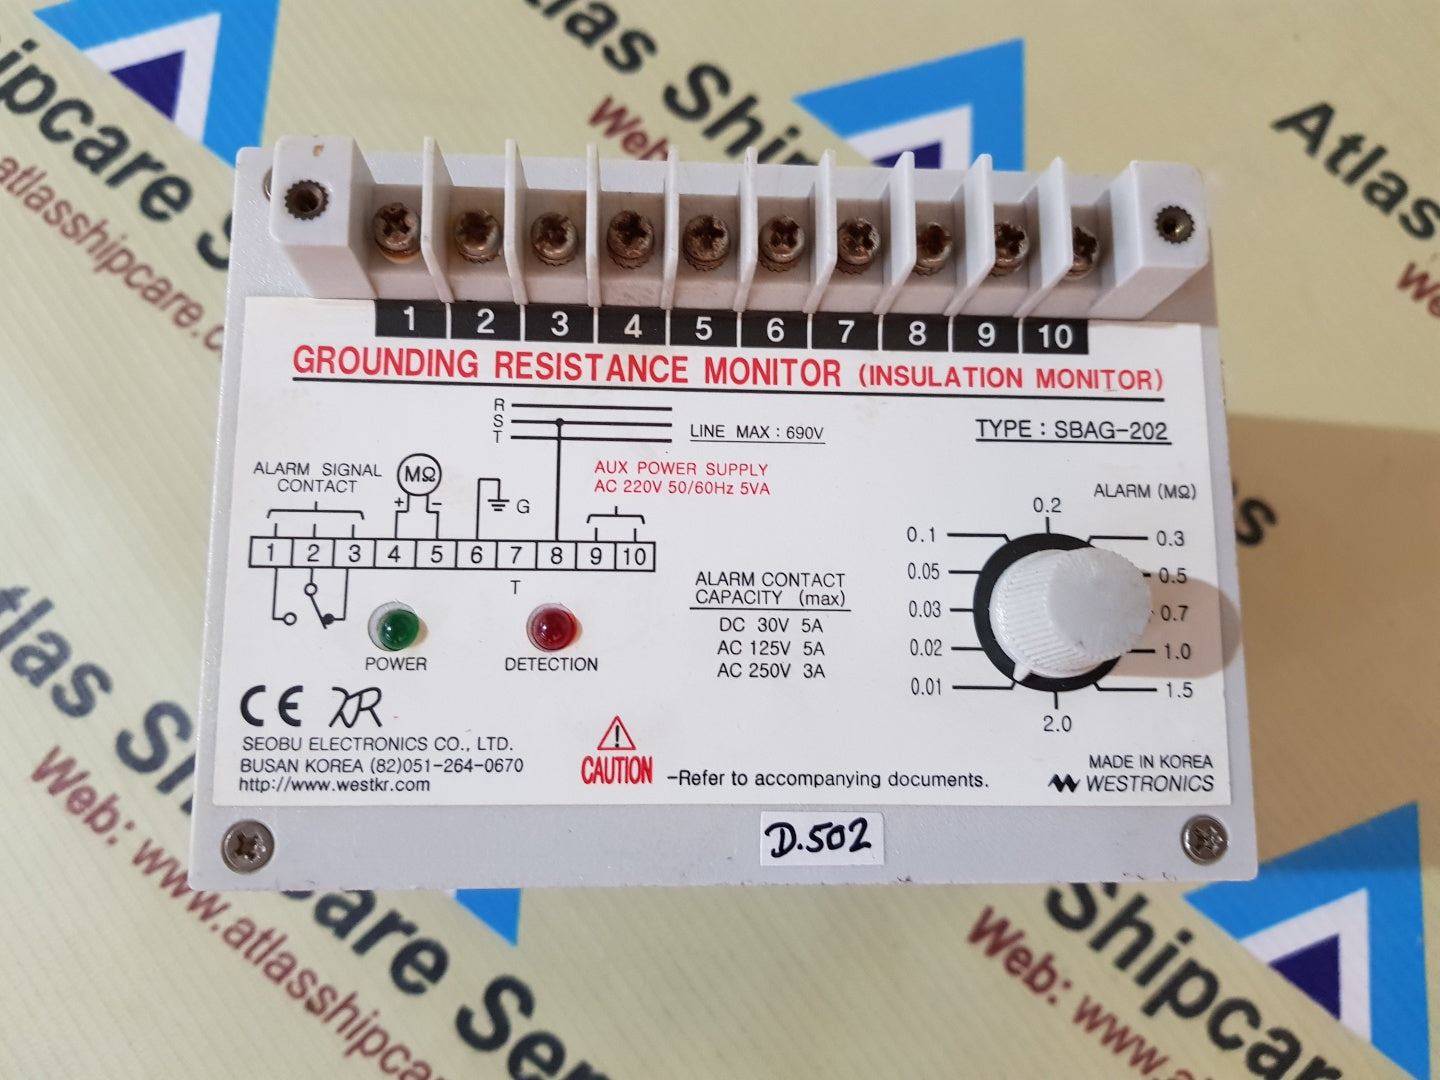 Atlas Shipcare Se
Web: www.atlasshipcare.c
1 2 3 4 5 6 7 8 9 10
GROUNDING RESISTANCE MONITOR (INSULATION MONITOR)
R
S
T
LINE MAX : 690V
TYPE : SBAG-202
ALARM SIGNAL
CONTACT
MΩ
+ −
G
AUX POWER SUPPLY
AC 220V 50/60Hz 5VA
1 2 3 4 5 6 7 8 9 10
T
POWER
DETECTION
ALARM CONTACT
CAPACITY (max)
DC 30V 5A
AC 125V 5A
AC 250V 3A
ALARM (MΩ)
0.2
0.1 0.3
0.05 0.5
0.03 0.7
0.02 1.0
0.01 1.5
2.0
CE
SEOBU ELECTRONICS CO., LTD.
BUSAN KOREA (82)051-264-0670
http://www.westkr.com
CAUTION -Refer to accompanying documents.
MADE IN KOREA
WESTRONICS
D.502